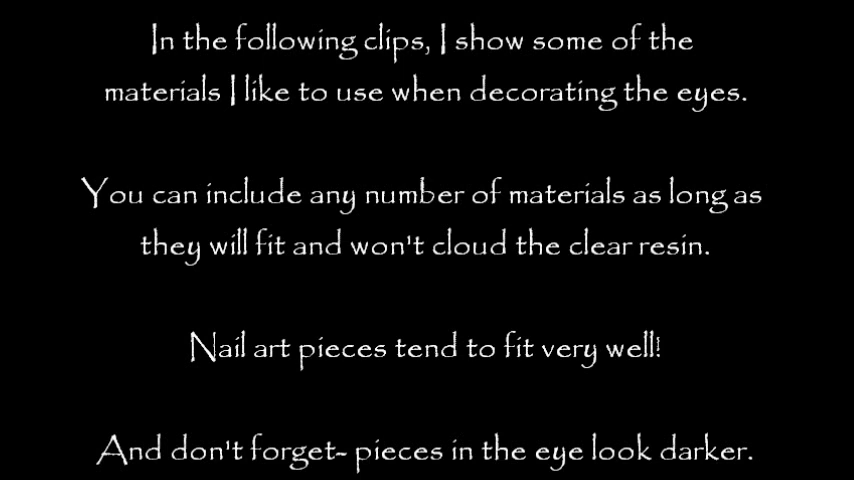 In the following clips, I show some of the
materials I like to use when decorating the eyes.
You can include any number of materials as long as
they will fit and won't cloud the clear resin.
Nail art pieces tend to fit very well!
And don't forget- pieces in the eye look darker.